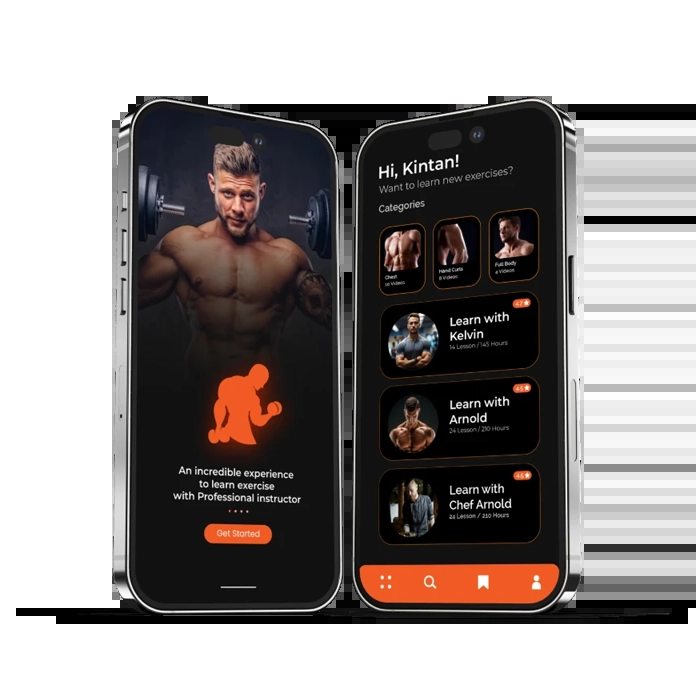 An incredible experience
to learn exercise
with Professional instructor
Get Started
Hi, Kintan!
Want to learn new exercises?
Categories
Chest
10 Videos
Hand Curls
8 Videos
Full Body
4 Videos
4.7
Learn with
Kelvin
14 Lesson / 145 Hours
4.5
Learn with
Arnold
24 Lesson / 210 Hours
4.5
Learn with
Chef Arnold
24 Lesson / 210 Hours